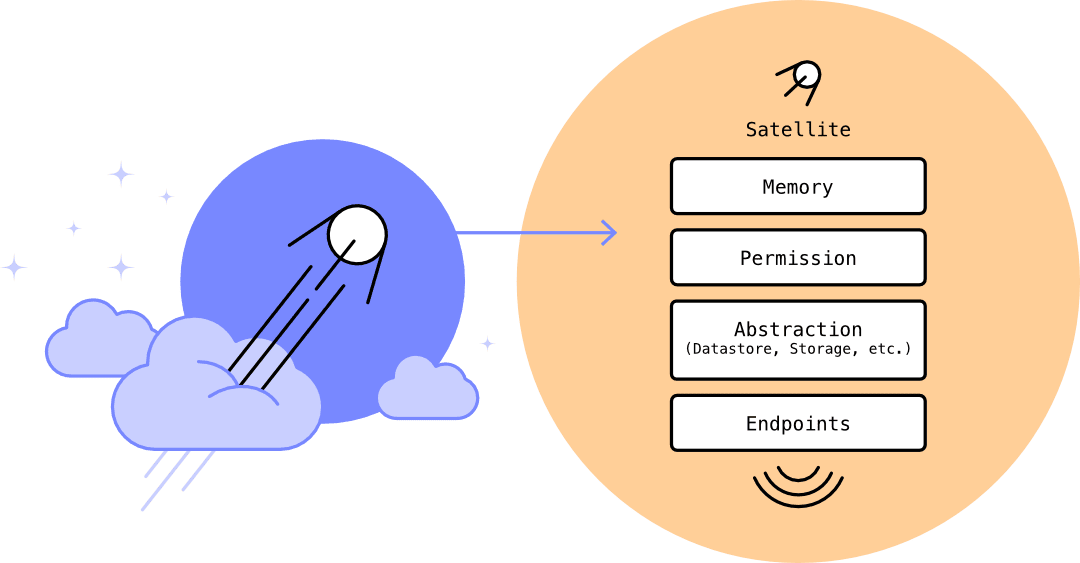 Satellite
Memory
Permission
Abstraction
(Datastore, Storage, etc.)
Endpoints